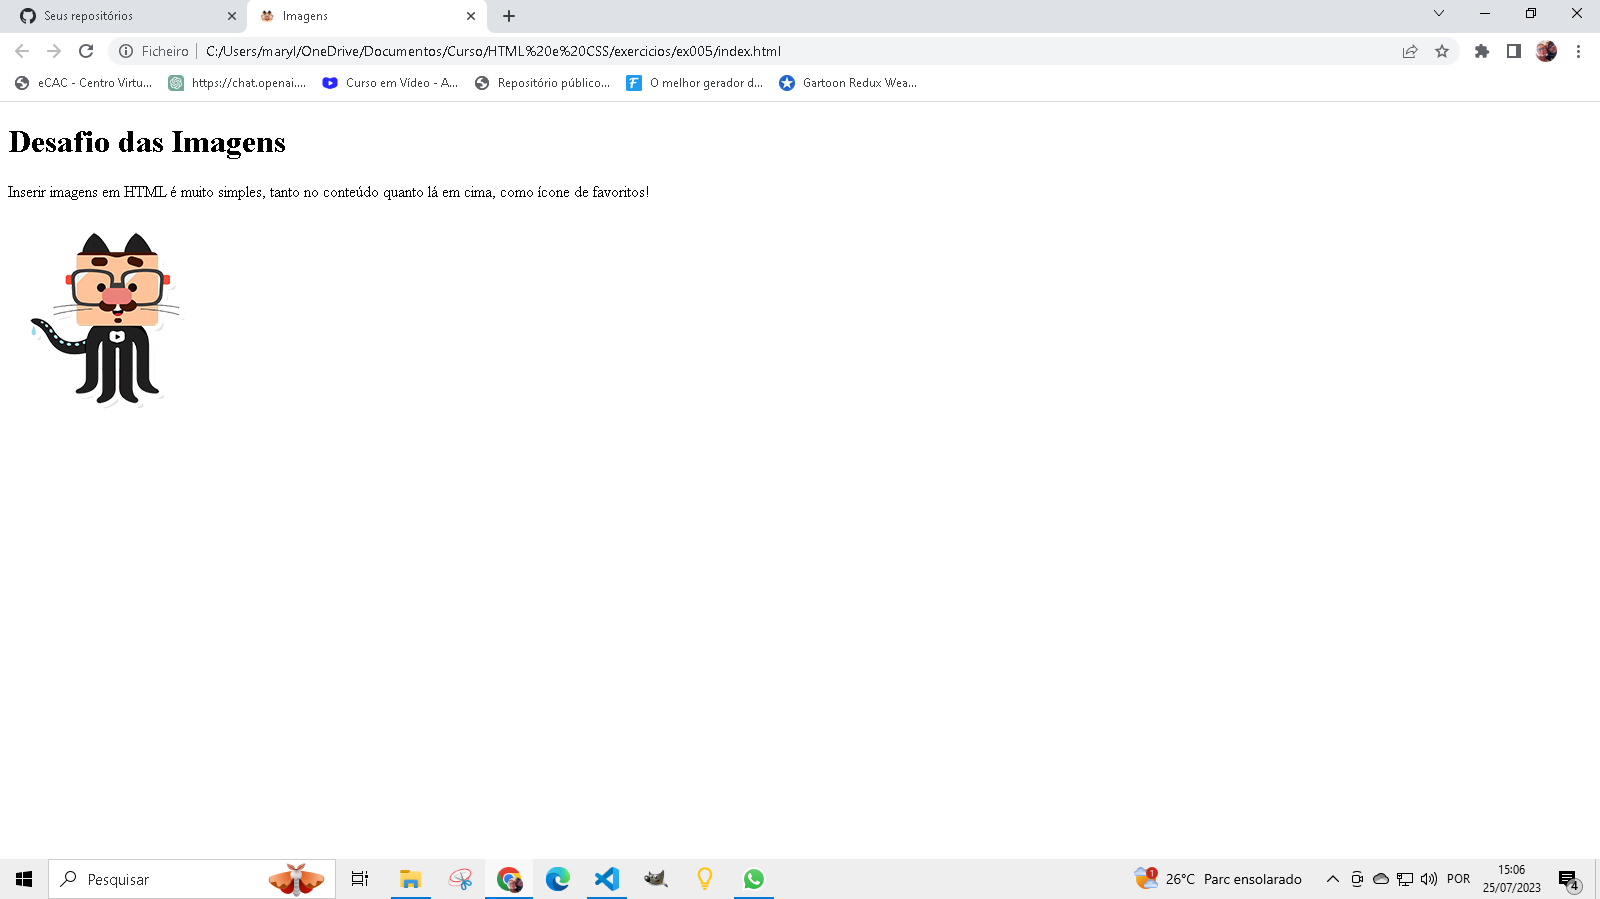 Seus repositórios
Imagens
Ficheiro
C:/Users/maryl/OneDrive/Documentos/Curso/HTML%20e%20CSS/exercicios/ex005/index.html
eCAC - Centro Virtu...
https://chat.openai....
Curso em Vídeo - A...
Repositório público...
O melhor gerador d...
Gartoon Redux Wea...
Desafio das Imagens
Inserir imagens em HTML é muito simples, tanto no conteúdo quanto lá em cima, como ícone de favoritos!
Pesquisar
1
26°C Parc ensolarado
POR
15:06
25/07/2023
4